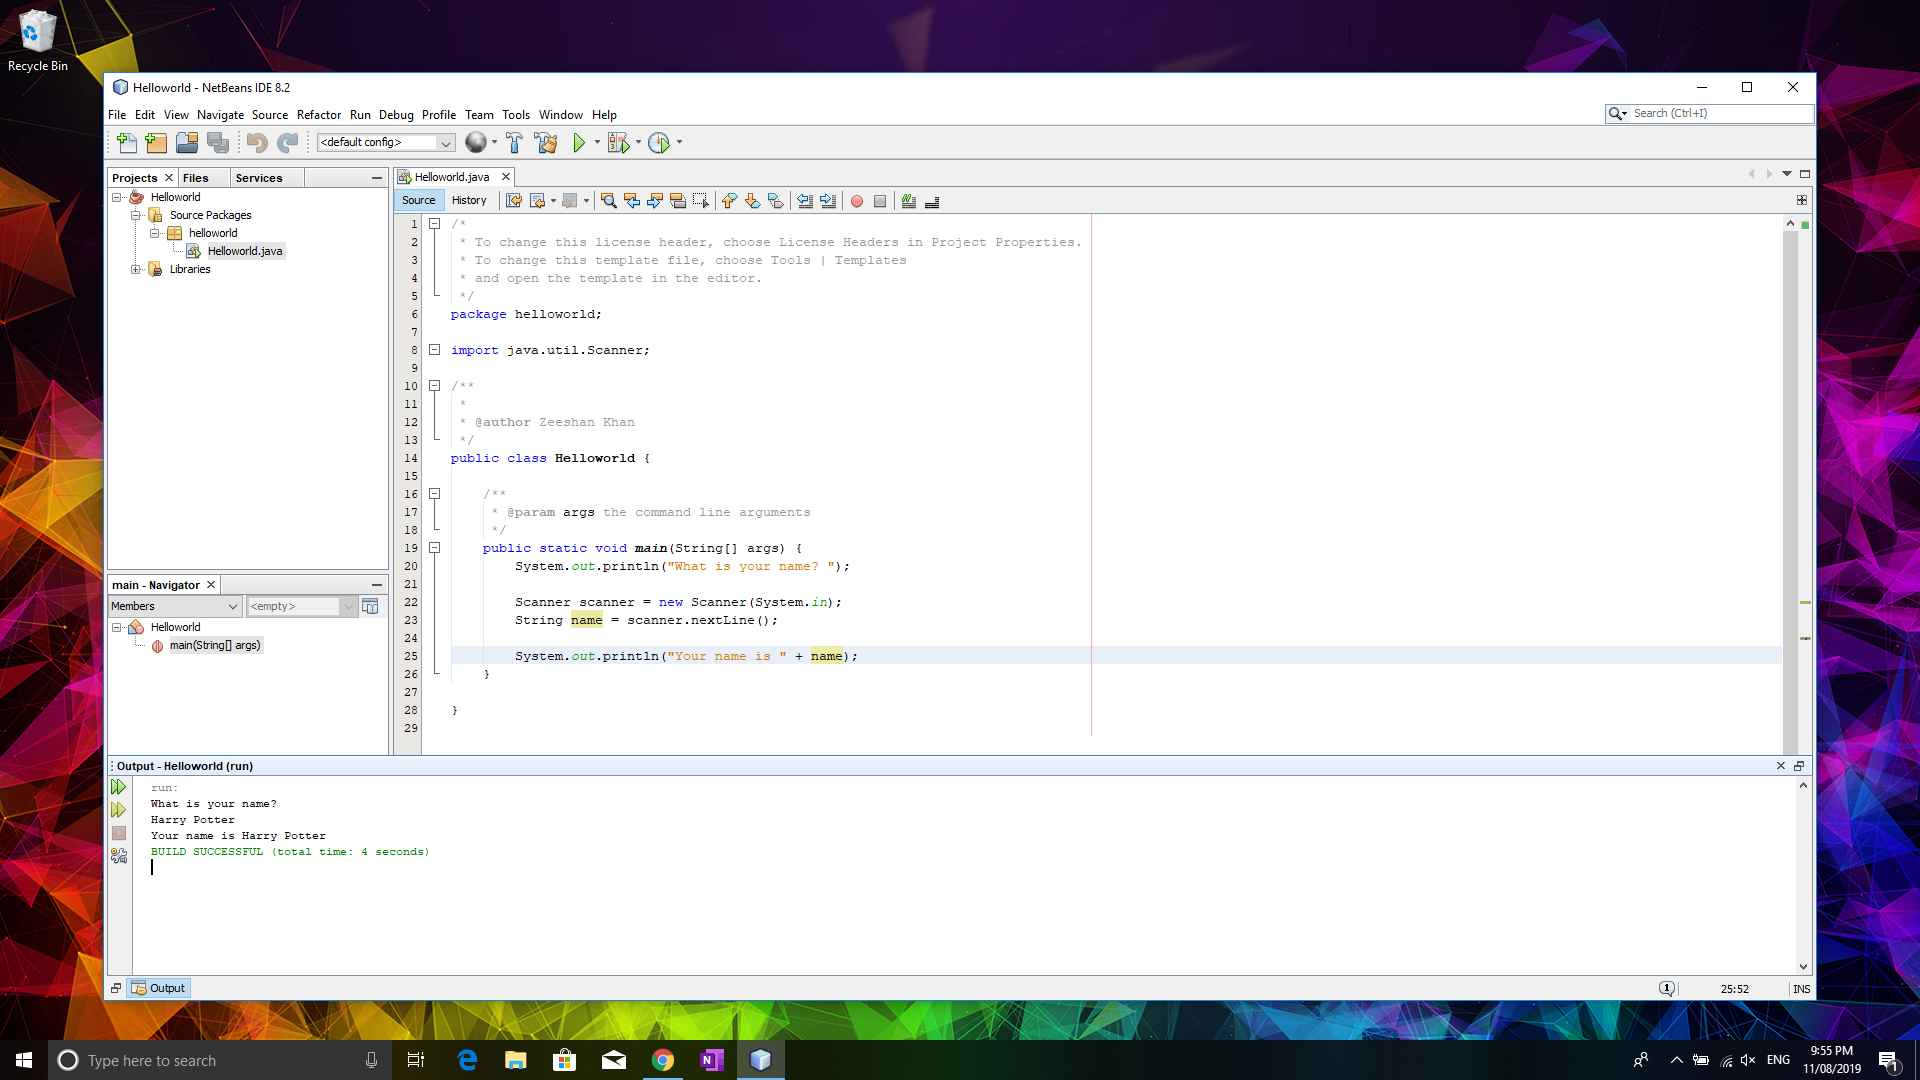 Recycle Bin
Helloworld - NetBeans IDE 8.2
File Edit View Navigate Source Refactor Run Debug Profile Team Tools Window Help
Search (Ctrl+I)
<default config>
Projects Files Services
Helloworld
Source Packages
helloworld
Helloworld.java
Libraries
main - Navigator
Members <empty>
Helloworld
main(String[] args)
Helloworld.java
Source History
1 /*
2 * To change this license header, choose License Headers in Project Properties.
3 * To change this template file, choose Tools | Templates
4 * and open the template in the editor.
5 */
6 package helloworld;
7
8 import java.util.Scanner;
9
10 /**
11 *
12 * @author Zeeshan Khan
13 */
14 public class Helloworld {
15
16 /**
17 * @param args the command line arguments
18 */
19 public static void main(String[] args) {
20 System.out.println("What is your name? ");
21
22 Scanner scanner = new Scanner(System.in);
23 String name = scanner.nextLine();
24
25 System.out.println("Your name is " + name);
26 }
27
28 }
29
Output - Helloworld (run)
run:
What is your name?
Harry Potter
Your name is Harry Potter
BUILD SUCCESSFUL (total time: 4 seconds)
Output
1 25:52 INS
Type here to search
ENG
9:55 PM
11/08/2019
1